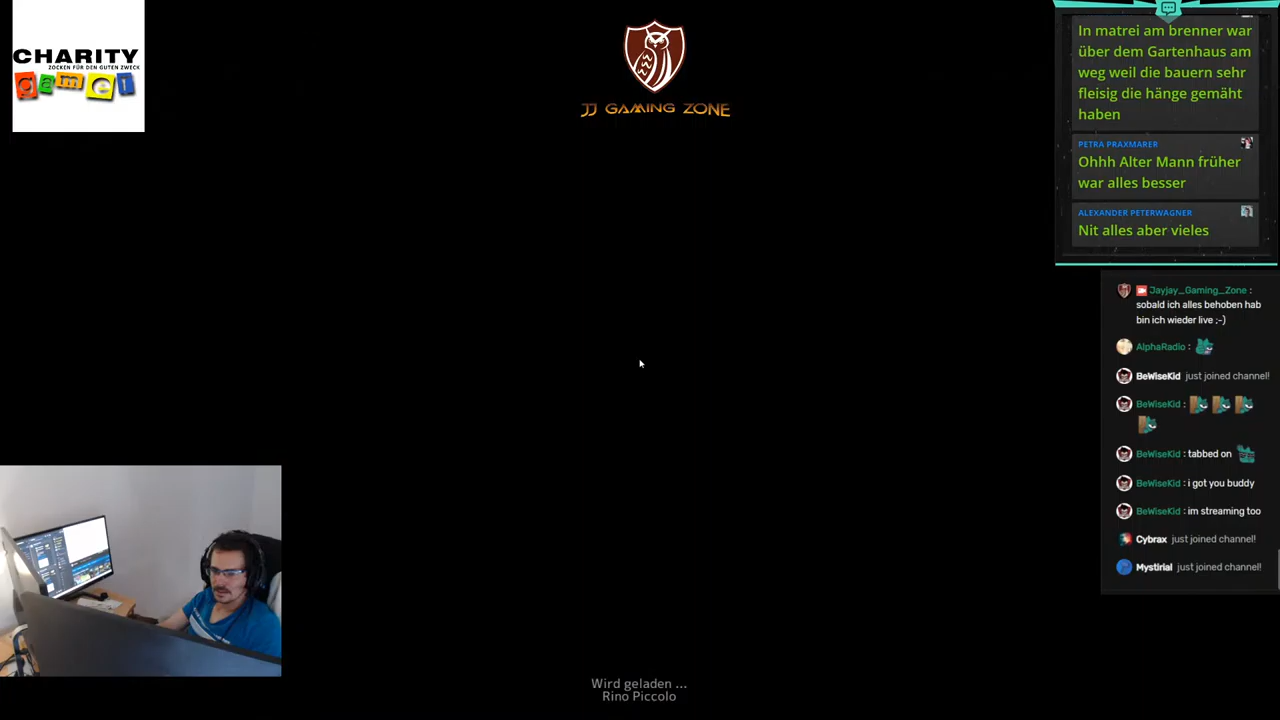 CHARITY
ZOCKEN FÜR DEN GUTEN ZWECK
gamel
JJ GAMING ZONE
In matrei am brenner war
über dem Gartenhaus am
weg weil die bauern sehr
fleisig die hänge gemäht
haben
PETRA PRAXMARER
Ohhh Alter Mann früher
war alles besser
ALEXANDER PETERWAGNER
Nit alles aber vieles
Jayjay_Gaming_Zone :
sobald ich alles behoben hab
bin ich wieder live ;-)
AlphaRadio :
BeWiseKid just joined channel!
BeWiseKid :
BeWiseKid : tabbed on
BeWiseKid : i got you buddy
BeWiseKid : im streaming too
Cybrax just joined channel!
Mystirial just joined channel!
Wird geladen ...
Rino Piccolo